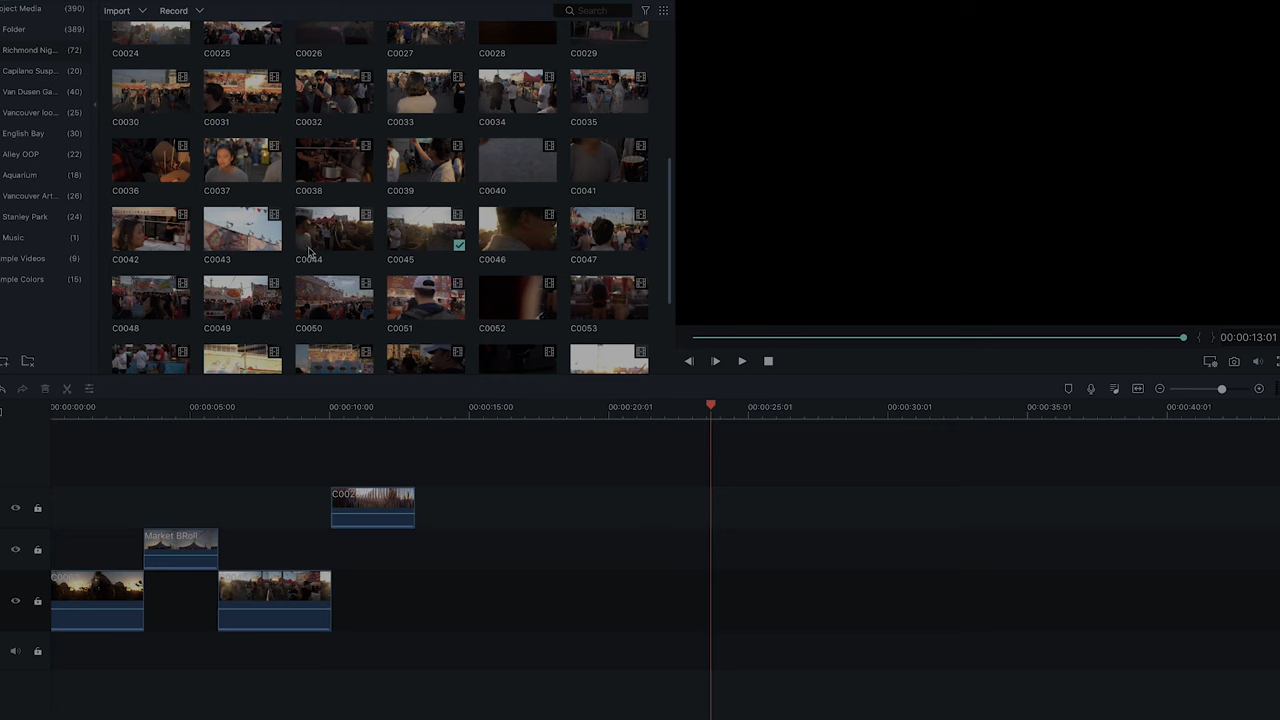 oject Media (390)
Import Record Search
Folder (389)
Richmond Nig... (72)
Capilano Susp... (20)
Van Dusen Ga... (40)
Vancouver loo... (25)
English Bay (30)
Alley OOP (22)
Aquarium (18)
Vancouver Art... (26)
Stanley Park (24)
Music (1)
mple Videos (9)
mple Colors (15)
C0024 C0025 C0026 C0027 C0028 C0029
C0030 C0031 C0032 C0033 C0034 C0035
C0036 C0037 C0038 C0039 C0040 C0041
C0042 C0043 C0044 C0045 C0046 C0047
C0048 C0049 C0050 C0051 C0052 C0053
{ } 00:00:13:01
00:00:00:00 00:00:05:00 00:00:10:00 00:00:15:00 00:00:20:01 00:00:25:01 00:00:30:01 00:00:35:01 00:00:40:01
C002
Market BRoll